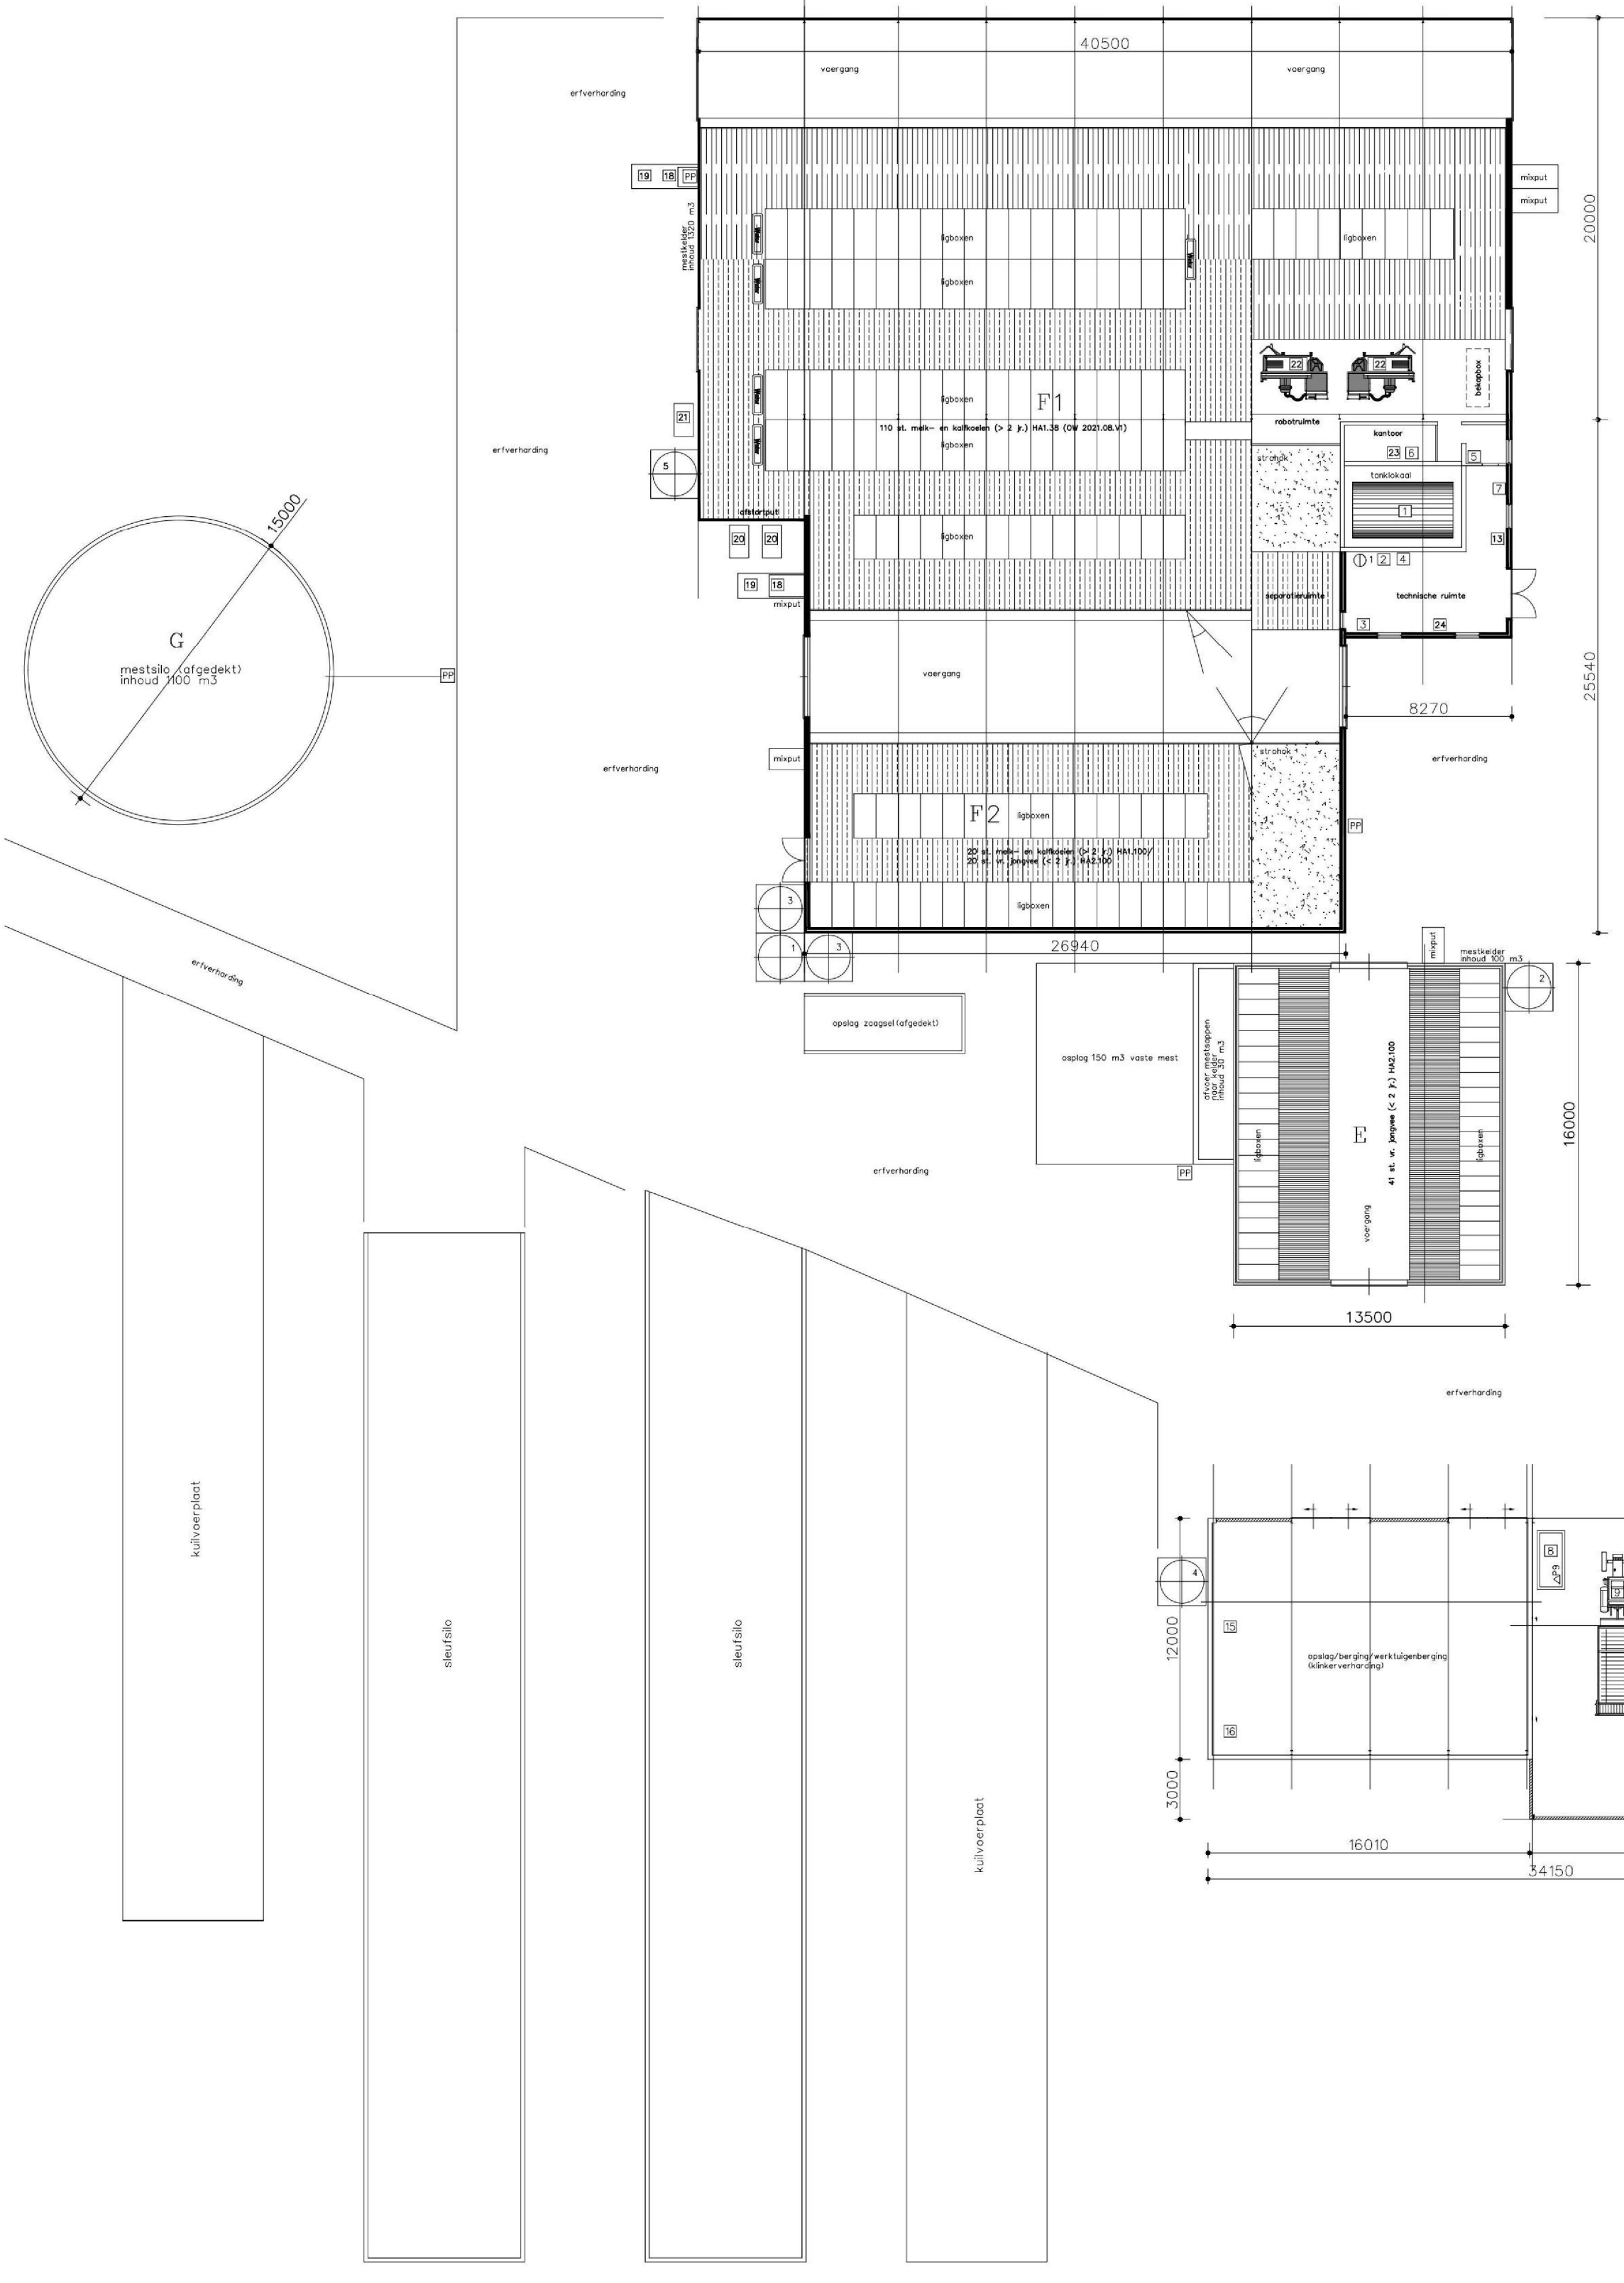 40500
voergang
voergang
erfverharding
19
18
PP
mixput
mixput
mestkelder
inhoud 1320 m3
20000
ligboxen
ligboxen
ligboxen
Water
Water
Water
22
22
bekapbox
ligboxen
F1
Water
21
robotruimte
110 st. melk- en kalfkoeien (> 2 jr.) HA1.38 (OW 2021.08.V1)
kantoor
ligboxen
Water
23
6
5
erfverharding
5
strohok
tanklokaal
7
1
15000
afstortput
20
20
ligboxen
13
1
2
4
19
18
mixput
separatieruimte
technische ruimte
3
24
G
mestsilo (afgedekt)
inhoud 1100 m3
PP
voergang
25540
8270
erfverharding
mixput
strohok
erfverharding
F2
ligboxen
PP
20 st. melk- en kalfkoeien (> 2 jr.) HA1.100/
20 st. vr. jongvee (< 2 jr.) HA2.100
3
ligboxen
1
3
26940
mixput
mestkelder
inhoud 100 m3
erfverharding
2
opslag zaagsel (afgedekt)
osplag 150 m3 vaste mest
afvoer mestsappen
naar kelder
inhoud 30 m3
41 st. vr. jongvee (< 2 jr.) HA2.100
E
ligboxen
ligboxen
16000
erfverharding
PP
voergang
13500
erfverharding
kuilvoerplaat
8
P9
4
9
12000
15
sleufsilo
sleufsilo
opslag/berging/werktuigenberging
(klinkerverharding)
16
3000
kuilvoerplaat
16010
34150